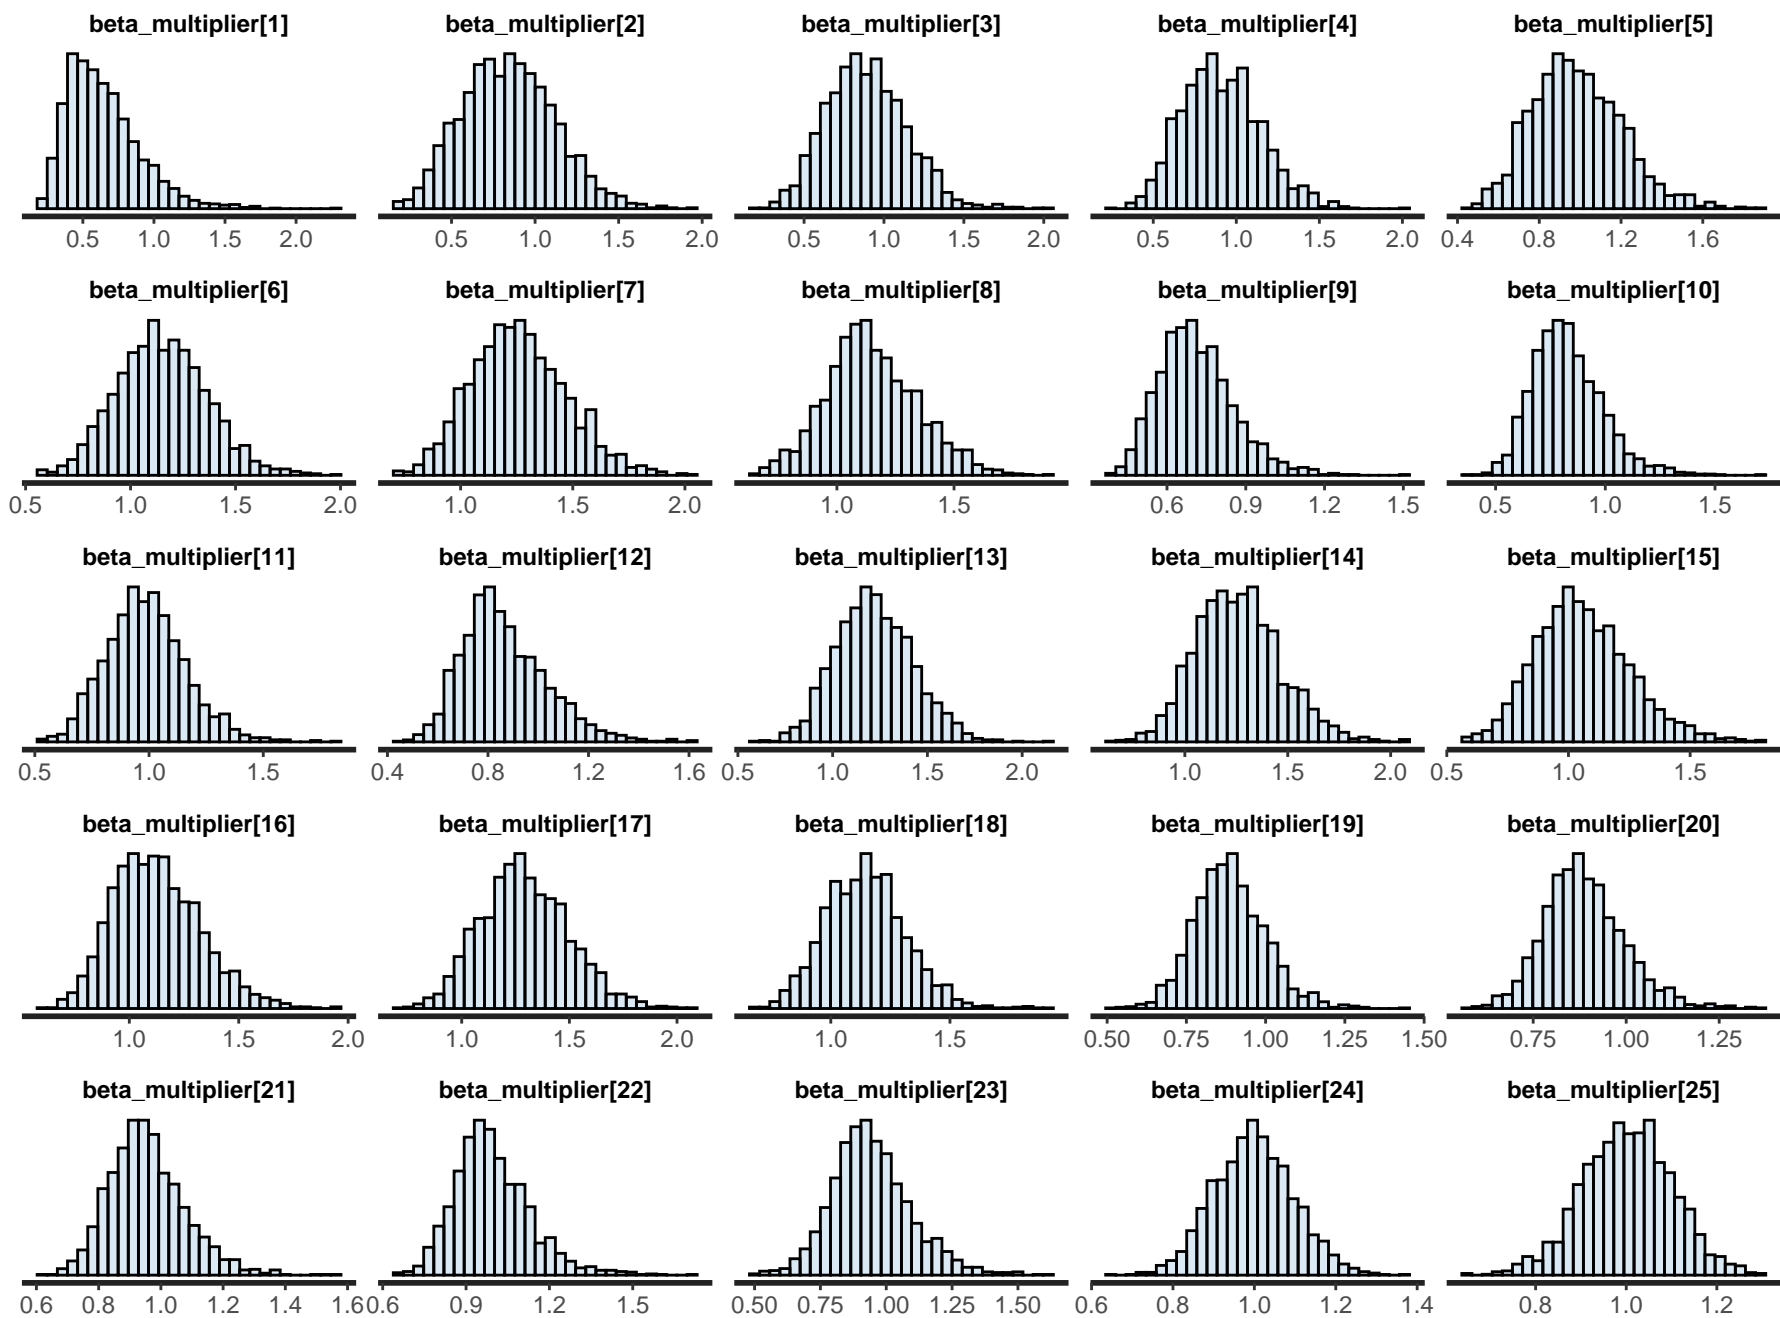 beta_multiplier[1] beta_multiplier[2] beta_multiplier[3] beta_multiplier[4] beta_multiplier[5]
0.5 1.0 1.5 2.0 0.5 1.0 1.5 2.0 0.5 1.0 1.5 2.0 0.5 1.0 1.5 2.0 0.4 0.8 1.2 1.6
beta_multiplier[6] beta_multiplier[7] beta_multiplier[8] beta_multiplier[9] beta_multiplier[10]
0.5 1.0 1.5 2.0 1.0 1.5 2.0 1.0 1.5 0.6 0.9 1.2 1.5 0.5 1.0 1.5
beta_multiplier[11] beta_multiplier[12] beta_multiplier[13] beta_multiplier[14] beta_multiplier[15]
0.5 1.0 1.5 0.4 0.8 1.2 1.6 0.5 1.0 1.5 2.0 1.0 1.5 2.0 0.5 1.0 1.5
beta_multiplier[16] beta_multiplier[17] beta_multiplier[18] beta_multiplier[19] beta_multiplier[20]
1.0 1.5 2.0 1.0 1.5 2.0 1.0 1.5 0.50 0.75 1.00 1.25 1.50 0.75 1.00 1.25
beta_multiplier[21] beta_multiplier[22] beta_multiplier[23] beta_multiplier[24] beta_multiplier[25]
0.6 0.8 1.0 1.2 1.4 1.6 0.6 0.9 1.2 1.5 0.50 0.75 1.00 1.25 1.50 0.6 0.8 1.0 1.2 1.4 0.8 1.0 1.2